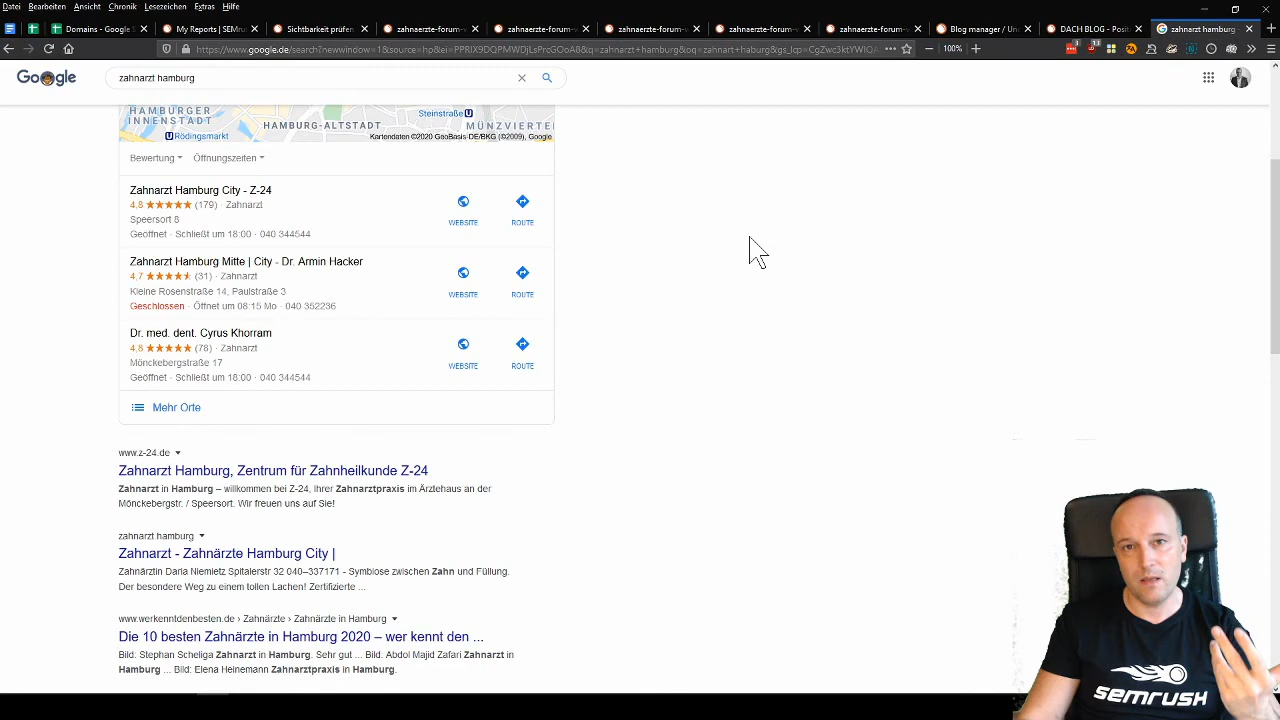 Datei Bearbeiten Ansicht Chronik Lesezeichen Extras Hilfe
Domains - Google S
My Reports | SEMrus
Sichtbarkeit prüfen
zahnaerzte-forum-v
zahnaerzte-forum-v
zahnaerzte-forum-v
zahnaerzte-forum-v
zahnaerzte-forum-v
Blog manager / Une
DACH BLOG - Positi
zahnarzt hamburg
100%
Google
zahnarzt hamburg
HAMBURGER
INNENSTADT
Rödingsmarkt
HAMBURG-ALTSTADT
Steinstraße
MÜNZVIERTEL
Kartendaten ©2020 GeoBasis-DE/BKG (©2009), Google
Bewertung Öffnungszeiten
Zahnarzt Hamburg City - Z-24
4,8 (179) · Zahnarzt
Speersort 8
Geöffnet · Schließt um 18:00 · 040 344544
WEBSITE ROUTE
Zahnarzt Hamburg Mitte | City - Dr. Armin Hacker
4,7 (31) · Zahnarzt
Kleine Rosenstraße 14, Paulstraße 3
Geschlossen · Öffnet um 08:15 Mo · 040 352236
WEBSITE ROUTE
Dr. med. dent. Cyrus Khorram
4,8 (78) · Zahnarzt
Mönckebergstraße 17
Geöffnet · Schließt um 18:00 · 040 344544
WEBSITE ROUTE
Mehr Orte
www.z-24.de
Zahnarzt Hamburg, Zentrum für Zahnheilkunde Z-24
Zahnarzt in Hamburg – willkommen bei Z-24, Ihrer Zahnarztpraxis im Ärztehaus an der
Mönckebergstr. / Speersort. Wir freuen uns auf Sie!
zahnarzt.hamburg
Zahnarzt - Zahnärzte Hamburg City |
Zahnärztin Daria Niemietz Spitalerstr 32 040–337171 - Symbiose zwischen Zahn und Füllung.
Der besondere Weg zu einem tollen Lachen! Zertifizierte ...
www.werkenntdenbesten.de › Zahnärzte › Zahnärzte in Hamburg
Die 10 besten Zahnärzte in Hamburg 2020 – wer kennt den ...
Bild: Stephan Scheliga Zahnarzt in Hamburg. Sehr gut ... Bild: Abdol Majid Zafari Zahnarzt in
Hamburg ... Bild: Elena Heinemann Zahnarztpraxis in Hamburg.
semrush